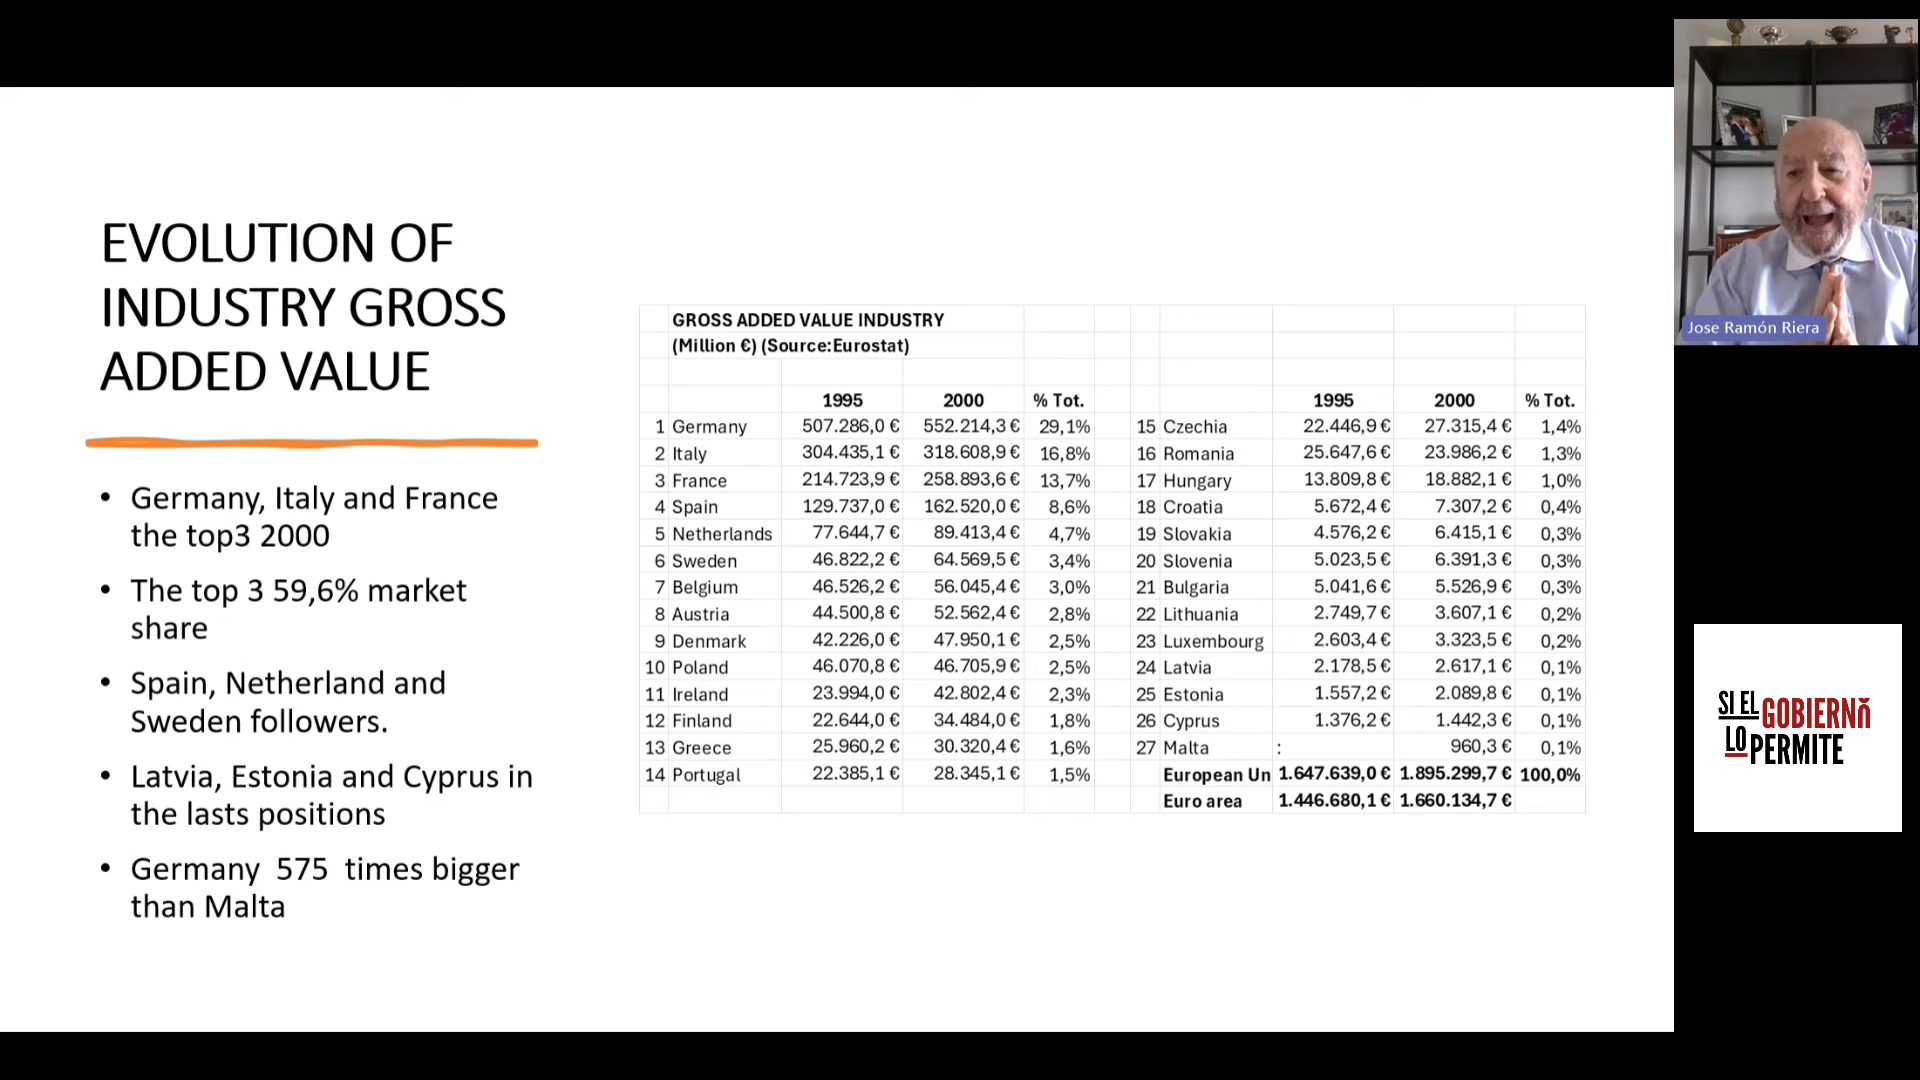 EVOLUTION OF
INDUSTRY GROSS
ADDED VALUE
• Germany, Italy and France
the top3 2000
• The top 3 59,6% market
share
• Spain, Netherland and
Sweden followers.
• Latvia, Estonia and Cyprus in
the lasts positions
• Germany 575 times bigger
than Malta
GROSS ADDED VALUE INDUSTRY
(Million €) (Source:Eurostat)
1995 2000 % Tot.
1 Germany 507.286,0 € 552.214,3 € 29,1%
2 Italy 304.435,1 € 318.608,9 € 16,8%
3 France 214.723,9 € 258.893,6 € 13,7%
4 Spain 129.737,0 € 162.520,0 € 8,6%
5 Netherlands 77.644,7 € 89.413,4 € 4,7%
6 Sweden 46.822,2 € 64.569,5 € 3,4%
7 Belgium 46.526,2 € 56.045,4 € 3,0%
8 Austria 44.500,8 € 52.562,4 € 2,8%
9 Denmark 42.226,0 € 47.950,1 € 2,5%
10 Poland 46.070,8 € 46.705,9 € 2,5%
11 Ireland 23.994,0 € 42.802,4 € 2,3%
12 Finland 22.644,0 € 34.484,0 € 1,8%
13 Greece 25.960,2 € 30.320,4 € 1,6%
14 Portugal 22.385,1 € 28.345,1 € 1,5%
1995 2000 % Tot.
15 Czechia 22.446,9 € 27.315,4 € 1,4%
16 Romania 25.647,6 € 23.986,2 € 1,3%
17 Hungary 13.809,8 € 18.882,1 € 1,0%
18 Croatia 5.672,4 € 7.307,2 € 0,4%
19 Slovakia 4.576,2 € 6.415,1 € 0,3%
20 Slovenia 5.023,5 € 6.391,3 € 0,3%
21 Bulgaria 5.041,6 € 5.526,9 € 0,3%
22 Lithuania 2.749,7 € 3.607,1 € 0,2%
23 Luxembourg 2.603,4 € 3.323,5 € 0,2%
24 Latvia 2.178,5 € 2.617,1 € 0,1%
25 Estonia 1.557,2 € 2.089,8 € 0,1%
26 Cyprus 1.376,2 € 1.442,3 € 0,1%
27 Malta : 960,3 € 0,1%
European Un 1.647.639,0 € 1.895.299,7 € 100,0%
Euro area 1.446.680,1 € 1.660.134,7 €
Jose Ramón Riera
SI EL GOBIERNO
LO PERMITE